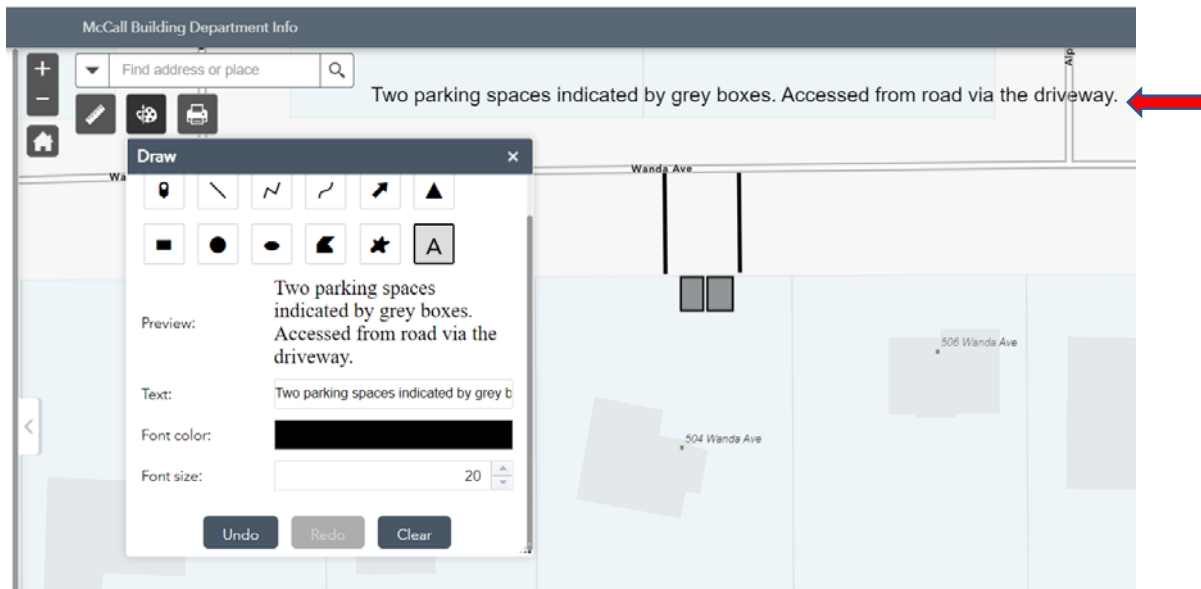 McCall Building Department Info
+
Find address or place
Alp
−
Two parking spaces indicated by grey boxes. Accessed from road via the driveway.
Draw ×
Wanda Ave
Wa
A
Preview:
Two parking spaces
indicated by grey boxes.
Accessed from road via the
driveway.
Text: Two parking spaces indicated by grey b
Font color:
Font size: 20
Undo Redo Clear
506 Wanda Ave
504 Wanda Ave